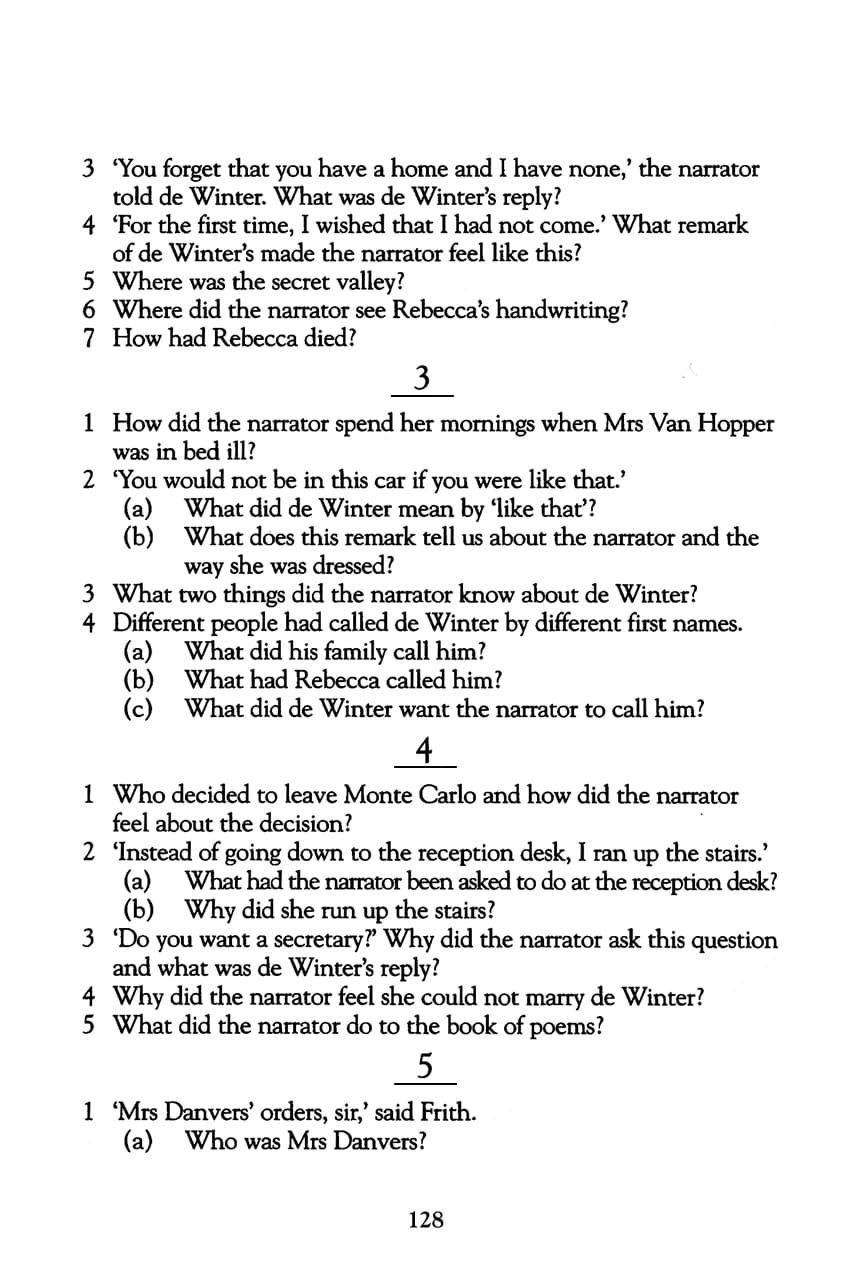 3 ‘You forget that you have a home and I have none,’ the narrator
told de Winter. What was de Winter’s reply?
4 ‘For the first time, I wished that I had not come.’ What remark
of de Winter’s made the narrator feel like this?
5 Where was the secret valley?
6 Where did the narrator see Rebecca’s handwriting?
7 How had Rebecca died?
3
1 How did the narrator spend her mornings when Mrs Van Hopper
was in bed ill?
2 ‘You would not be in this car if you were like that.’
(a) What did de Winter mean by ‘like that’?
(b) What does this remark tell us about the narrator and the
way she was dressed?
3 What two things did the narrator know about de Winter?
4 Different people had called de Winter by different first names.
(a) What did his family call him?
(b) What had Rebecca called him?
(c) What did de Winter want the narrator to call him?
4
1 Who decided to leave Monte Carlo and how did the narrator
feel about the decision?
2 ‘Instead of going down to the reception desk, I ran up the stairs.’
(a) What had the narrator been asked to do at the reception desk?
(b) Why did she run up the stairs?
3 ‘Do you want a secretary?’ Why did the narrator ask this question
and what was de Winter’s reply?
4 Why did the narrator feel she could not marry de Winter?
5 What did the narrator do to the book of poems?
5
1 ‘Mrs Danvers’ orders, sir,’ said Frith.
(a) Who was Mrs Danvers?
128